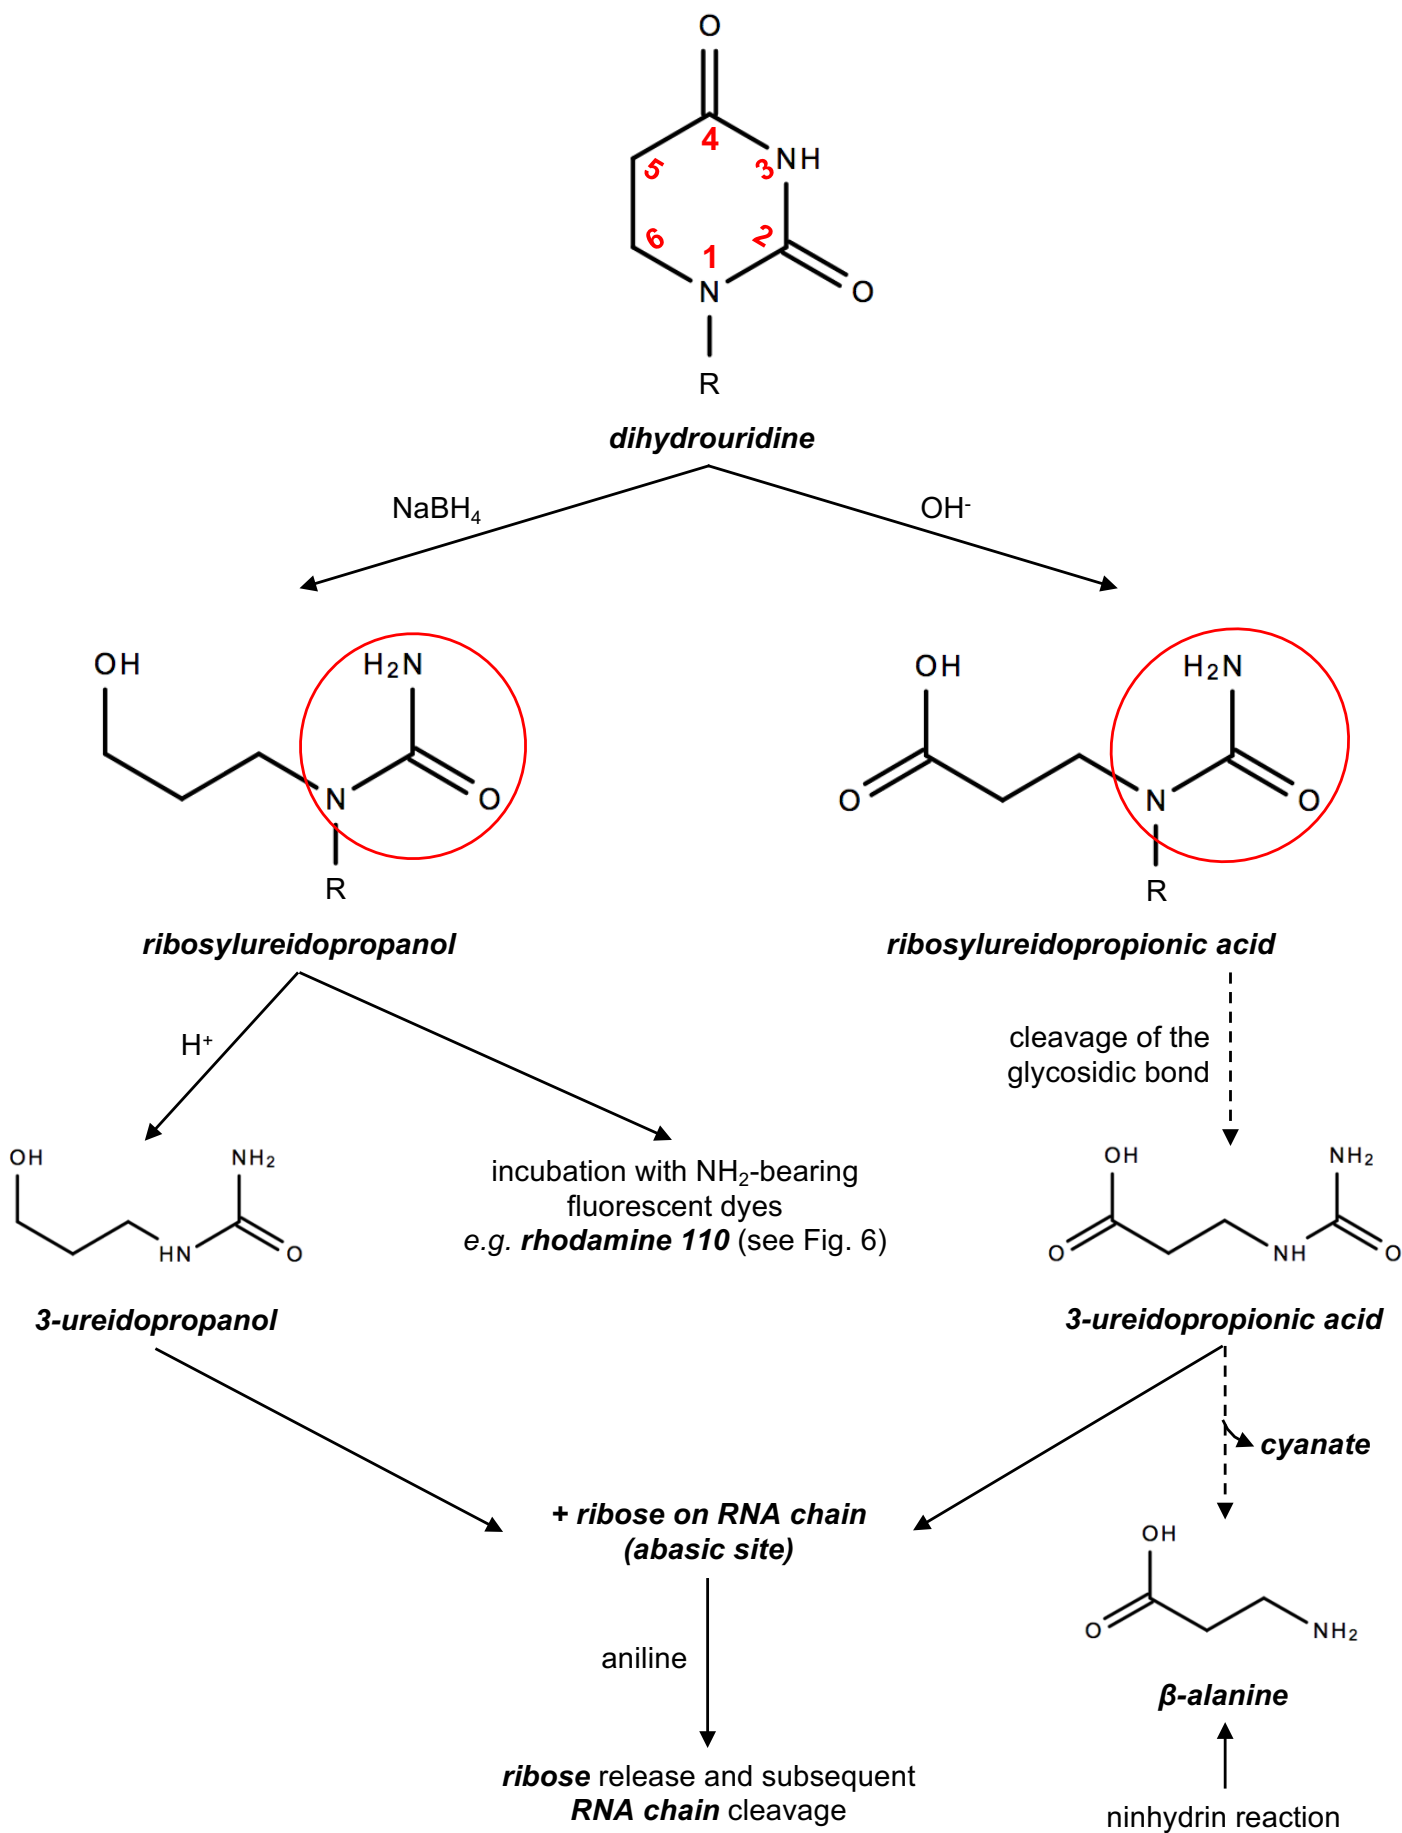 O
4
NH
3
5
6
2
1
N
O
R
dihydrouridine
NaBH₄
OH⁻
OH
H₂N
N
O
R
OH
H₂N
O
N
O
R
ribosylureidopropanol
ribosylureidopropionic acid
H⁺
cleavage of the
glycosidic bond
OH
NH₂
HN
O
incubation with NH₂-bearing
fluorescent dyes
e.g. rhodamine 110 (see Fig. 6)
OH
NH₂
O
NH
O
3-ureidopropanol
3-ureidopropionic acid
cyanate
+ ribose on RNA chain
(abasic site)
OH
O
NH₂
aniline
β-alanine
ribose release and subsequent
RNA chain cleavage
ninhydrin reaction